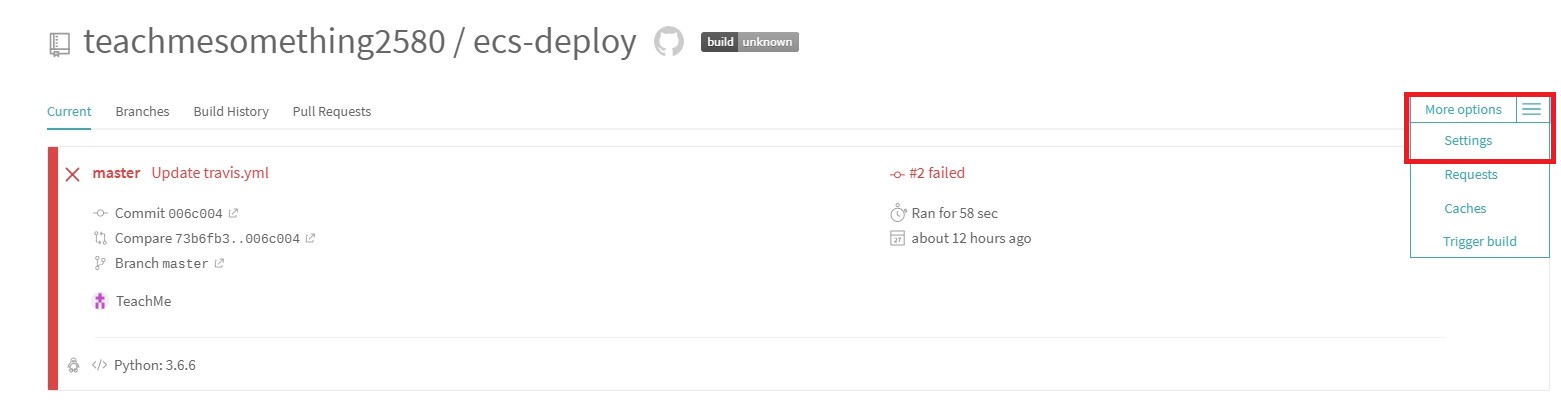 teachmesomething2580 / ecs-deploy build unknown
Current Branches Build History Pull Requests More options
Settings
Requests
Caches
Trigger build
master Update travis.yml
Commit 006c004
Compare 73b6fb3..006c004
Branch master
TeachMe
#2 failed
Ran for 58 sec
27 about 12 hours ago
</> Python: 3.6.6